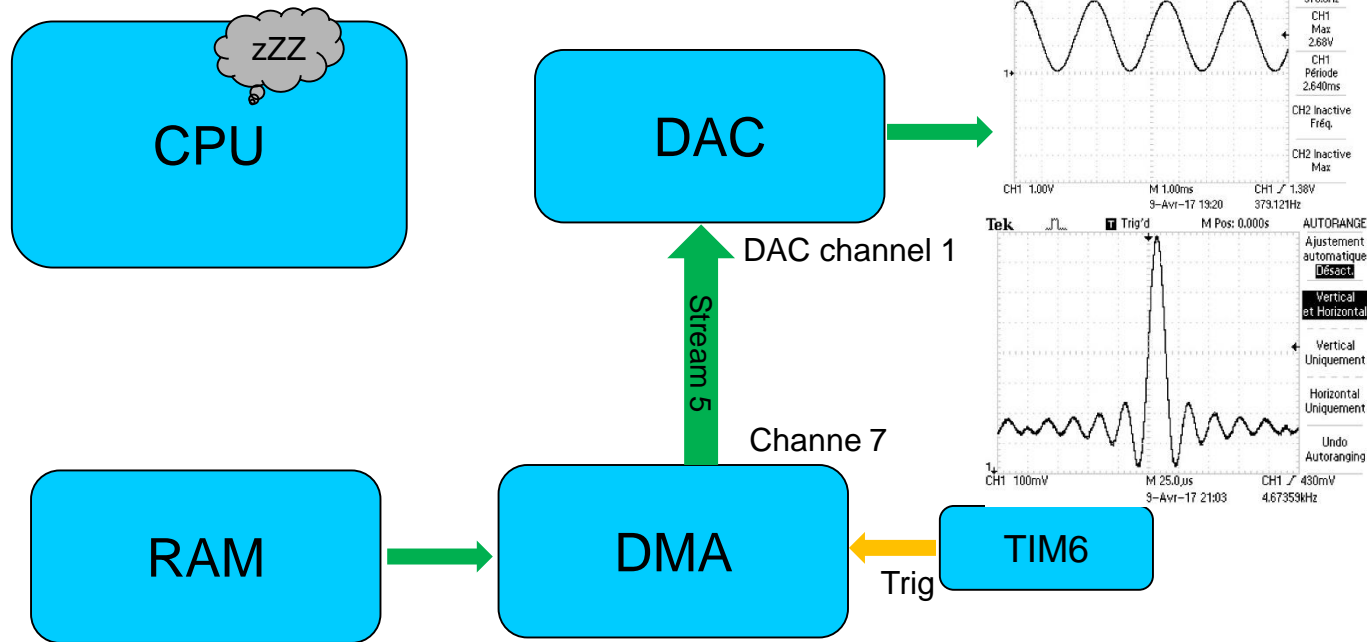 zZZ
CPU
DAC
DAC channel 1
Stream 5
Channe 7
RAM
DMA
Trig
TIM6
CH1
Max
2.68V
CH1
Période
2.640ms
CH2 Inactive
Fréq.
CH2 Inactive
Max
1
CH1 1.00V M 1.00ms CH1 1.38V
9-Avr-17 19:20 379.121Hz
Tek T Trig'd M Pos: 0.000s AUTORANGE
Ajustement
automatique
Désact.
Vertical
et Horizontal
Vertical
Uniquement
Horizontal
Uniquement
Undo
Autoranging
1
CH1 100mV M 25.0µs CH1 430mV
9-Avr-17 21:03 4.67359kHz